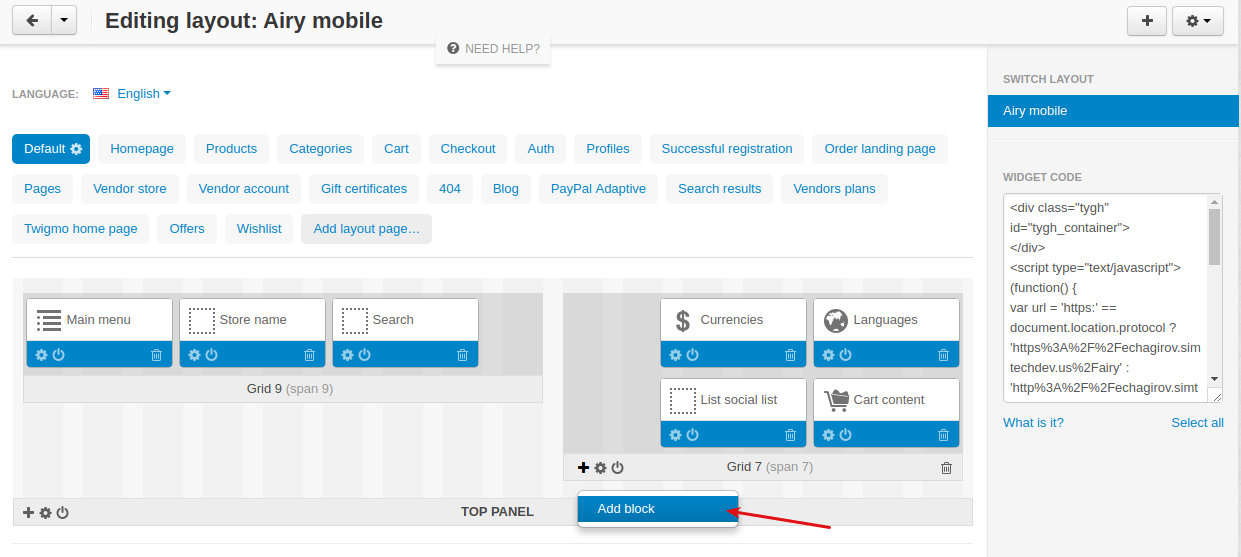 Editing layout: Airy mobile
NEED HELP?
LANGUAGE: English
Default Homepage Products Categories Cart Checkout Auth Profiles Successful registration Order landing page
Pages Vendor store Vendor account Gift certificates 404 Blog PayPal Adaptive Search results Vendors plans
Twigmo home page Offers Wishlist Add layout page…
Main menu Store name Search
Grid 9 (span 9)
Currencies Languages
List social list Cart content
Grid 7 (span 7)
TOP PANEL
Add block
SWITCH LAYOUT
Airy mobile
WIDGET CODE
<div class="tygh"
id="tygh_container">
</div>
<script type="text/javascript">
(function() {
var url = 'https:' ==
document.location.protocol ?
'https%3A%2F%2Fechagirov.sim
techdev.us%2Fairy' :
'http%3A%2F%2Fechagirov.simt
What is it? Select all